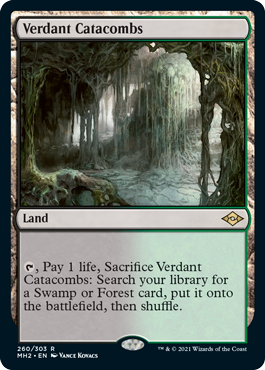 Verdant Catacombs
Land
, Pay 1 life, Sacrifice Verdant
Catacombs: Search your library for
a Swamp or Forest card, put it onto
the battlefield, then shuffle.
260/303 R
MH2 • EN VANCE KOVACS
™ & © 2021 Wizards of the Coast